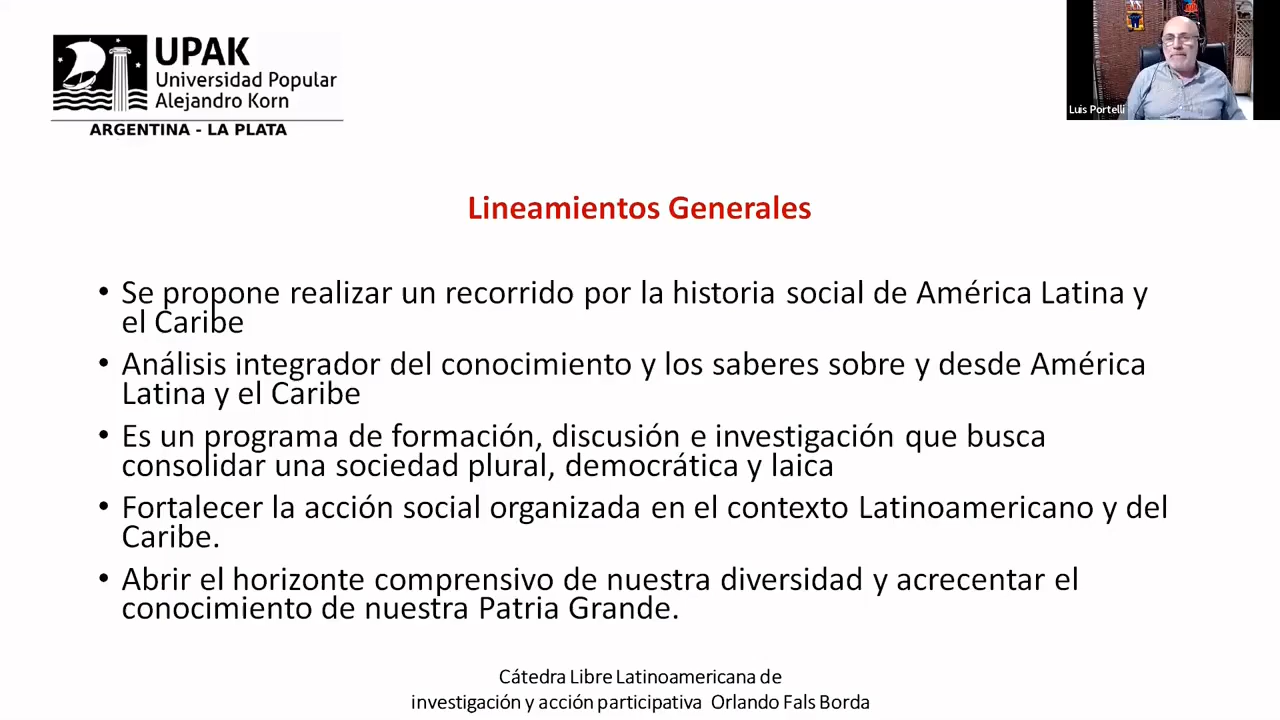 UPAK
Universidad Popular
Alejandro Korn
ARGENTINA - LA PLATA
Luis Portelli
Lineamientos Generales
• Se propone realizar un recorrido por la historia social de América Latina y
el Caribe
• Análisis integrador del conocimiento y los saberes sobre y desde América
Latina y el Caribe
• Es un programa de formación, discusión e investigación que busca
consolidar una sociedad plural, democrática y laica
• Fortalecer la acción social organizada en el contexto Latinoamericano y del
Caribe.
• Abrir el horizonte comprensivo de nuestra diversidad y acrecentar el
conocimiento de nuestra Patria Grande.
Cátedra Libre Latinoamericana de
investigación y acción participativa Orlando Fals Borda